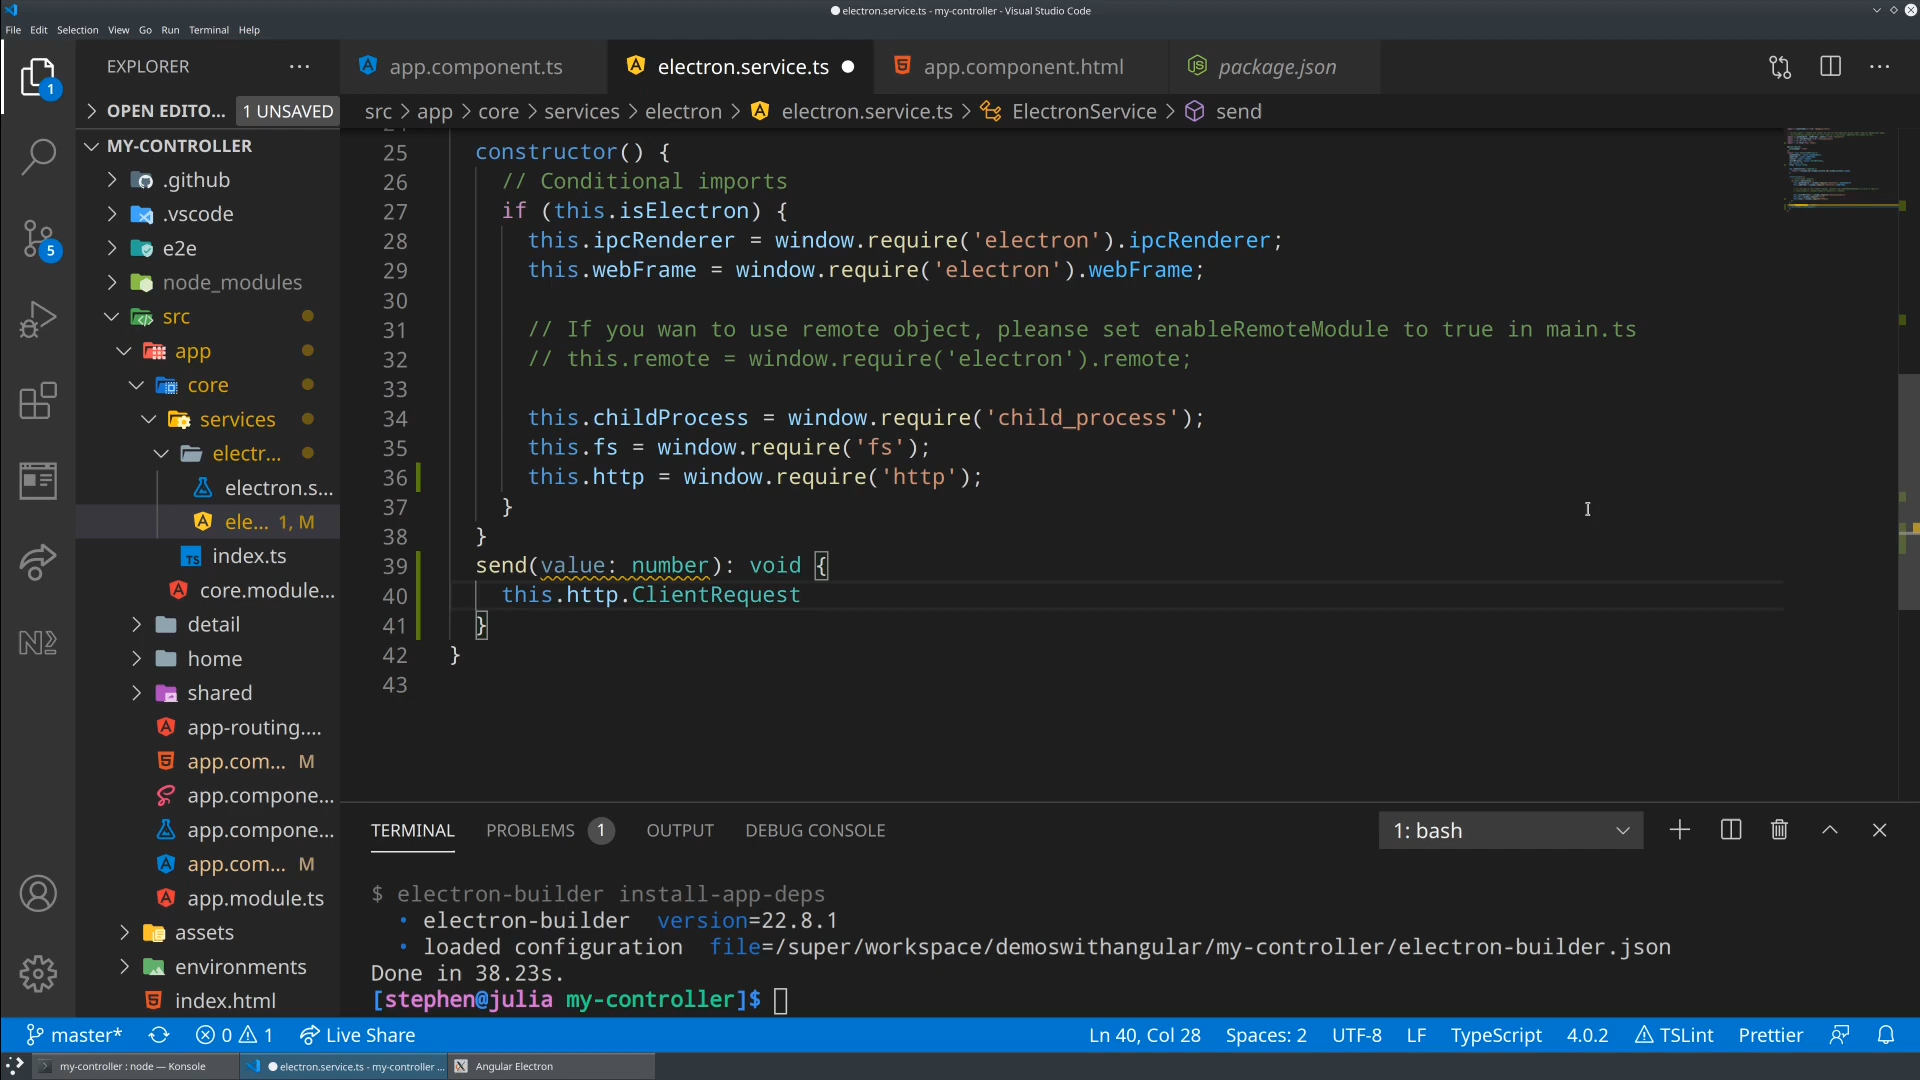 electron.service.ts - my-controller - Visual Studio Code
File Edit Selection View Go Run Terminal Help
EXPLORER
app.component.ts
electron.service.ts
app.component.html
package.json
OPEN EDITO... 1 UNSAVED
src > app > core > services > electron > electron.service.ts > ElectronService > send
MY-CONTROLLER
.github
.vscode
e2e
node_modules
src
app
core
services
electr...
electron.s...
ele... 1, M
index.ts
core.module...
detail
home
shared
app-routing....
app.com... M
app.compone...
app.compone...
app.com... M
app.module.ts
assets
environments
index.html
1
5
25 constructor() {
26 // Conditional imports
27 if (this.isElectron) {
28 this.ipcRenderer = window.require('electron').ipcRenderer;
29 this.webFrame = window.require('electron').webFrame;
30
31 // If you wan to use remote object, pleanse set enableRemoteModule to true in main.ts
32 // this.remote = window.require('electron').remote;
33
34 this.childProcess = window.require('child_process');
35 this.fs = window.require('fs');
36 this.http = window.require('http');
37 }
38 }
39 send(value: number): void {
40 this.http.ClientRequest
41 }
42 }
43
TERMINAL PROBLEMS 1 OUTPUT DEBUG CONSOLE
1: bash
$ electron-builder install-app-deps
• electron-builder version=22.8.1
• loaded configuration file=/super/workspace/demoswithangular/my-controller/electron-builder.json
Done in 38.23s.
[stephen@julia my-controller]$
master* 0 1 Live Share
Ln 40, Col 28 Spaces: 2 UTF-8 LF TypeScript 4.0.2 TSLint Prettier
my-controller : node — Konsole
electron.service.ts - my-controller ...
Angular Electron